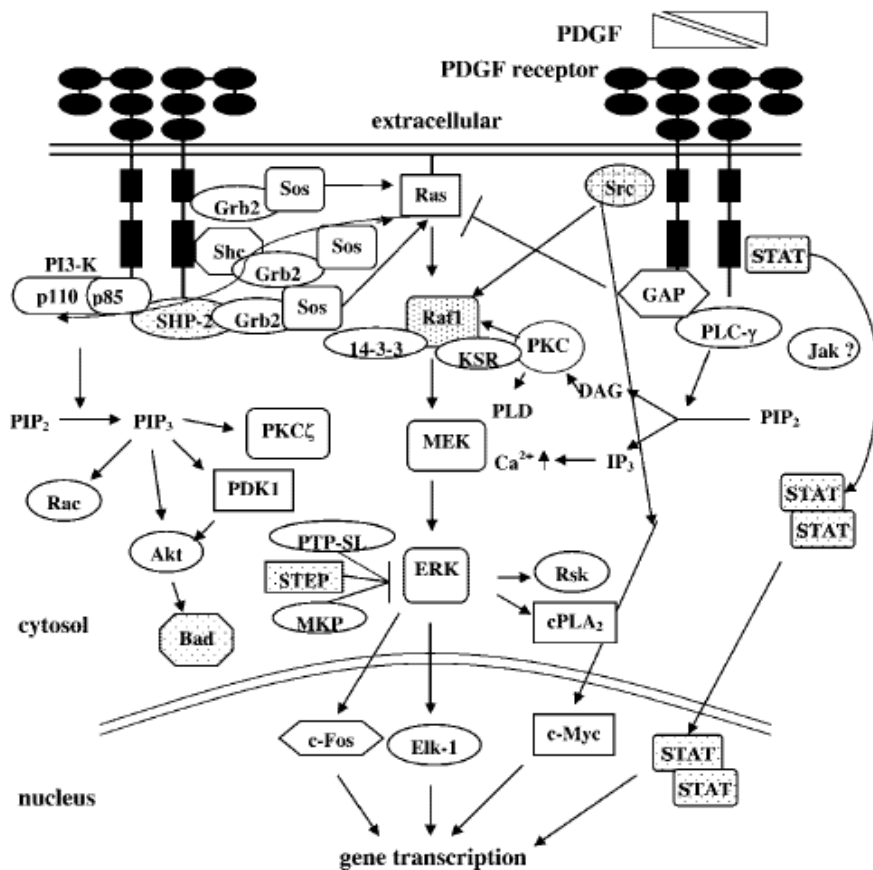 PDGF
PDGF receptor
extracellular
Sos
Grb2
Ras
Src
Shc
Sos
Grb2
STAT
PI3-K
p110 p85
SHP-2
Grb2
Sos
Raf1
GAP
PLC-γ
14-3-3
KSR
PKC
Jak ?
DAG
PLD
PIP₂
PIP₃
PKCζ
MEK
Ca²⁺
IP₃
PIP₂
Rac
PDK1
STAT
STAT
Akt
PTP-SL
STEP
MKP
ERK
Rsk
cPLA₂
cytosol
Bad
c-Fos
Elk-1
c-Myc
STAT
STAT
nucleus
gene transcription